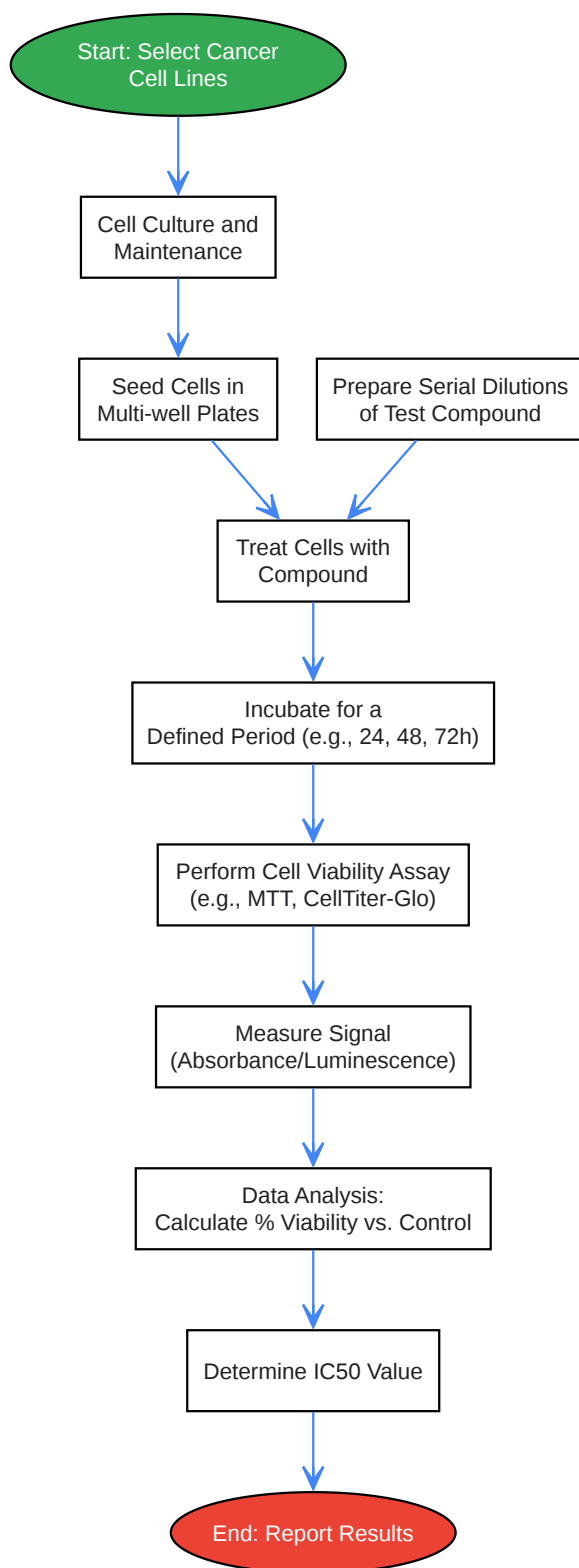 Start: Select Cancer
Cell Lines
Cell Culture and
Maintenance
Seed Cells in
Multi-well Plates
Prepare Serial Dilutions
of Test Compound
Treat Cells with
Compound
Incubate for a
Defined Period (e.g., 24, 48, 72h)
Perform Cell Viability Assay
(e.g., MTT, CellTiter-Glo)
Measure Signal
(Absorbance/Luminescence)
Data Analysis:
Calculate % Viability vs. Control
Determine IC50 Value
End: Report Results